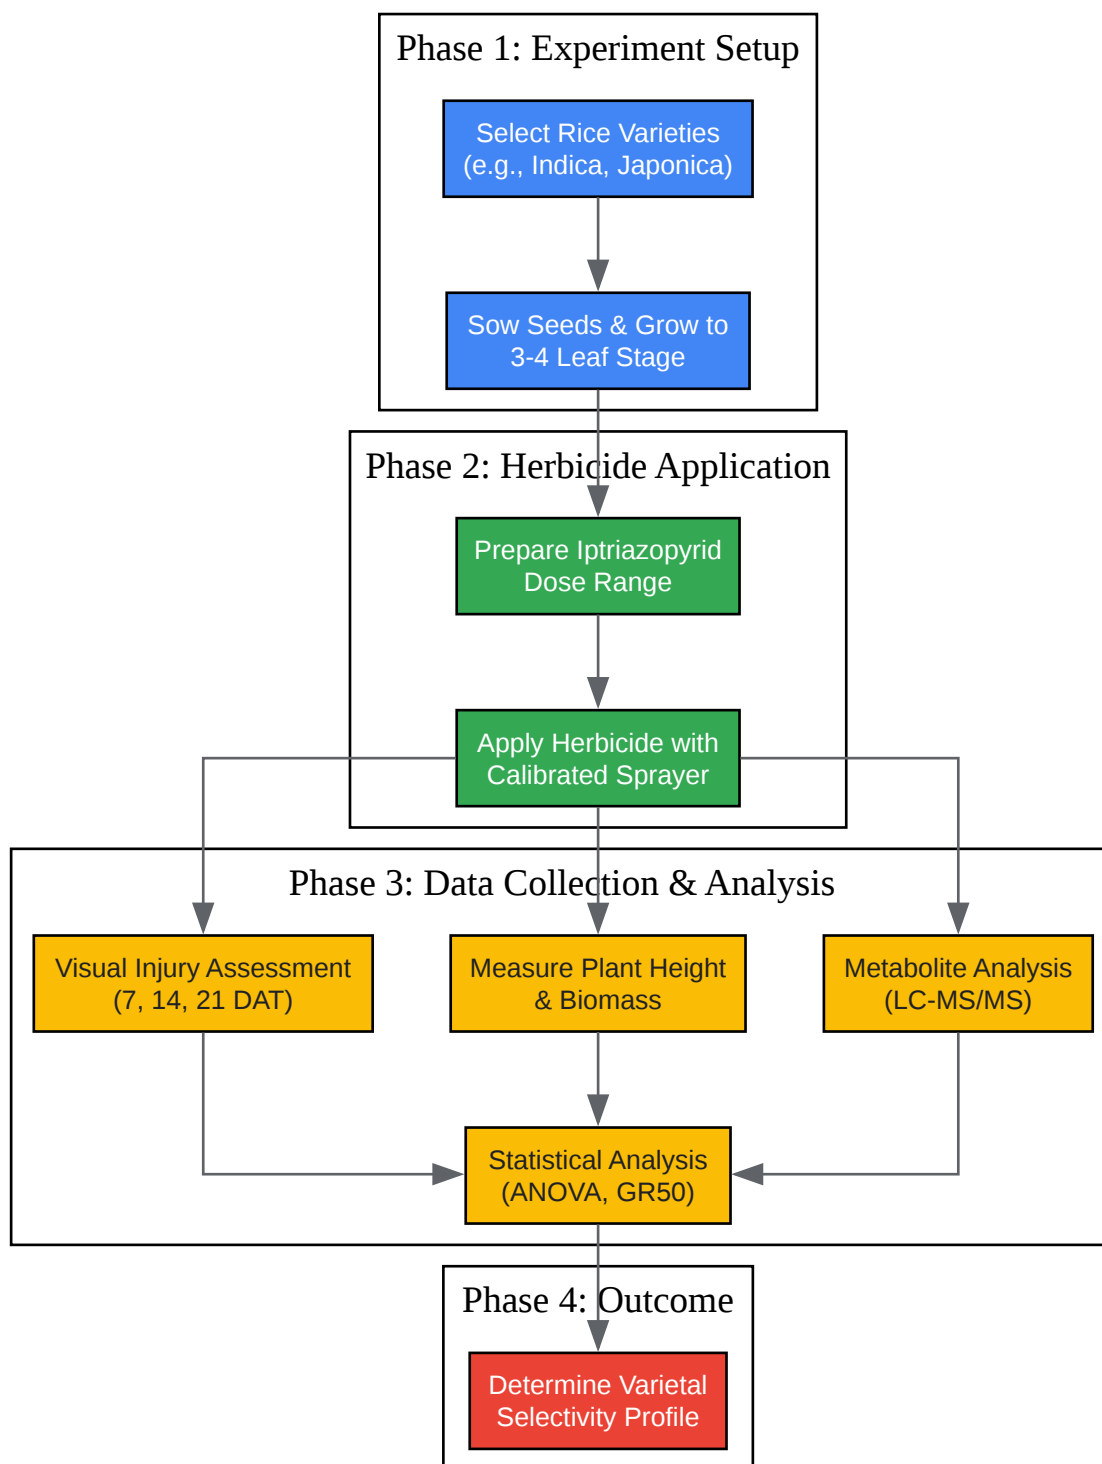 Phase 1: Experiment Setup
Select Rice Varieties
(e.g., Indica, Japonica)
Sow Seeds & Grow to
3-4 Leaf Stage
Phase 2: Herbicide Application
Prepare Iptriazopyrid
Dose Range
Apply Herbicide with
Calibrated Sprayer
Phase 3: Data Collection & Analysis
Visual Injury Assessment
(7, 14, 21 DAT)
Measure Plant Height
& Biomass
Metabolite Analysis
(LC-MS/MS)
Statistical Analysis
(ANOVA, GR50)
Phase 4: Outcome
Determine Varietal
Selectivity Profile